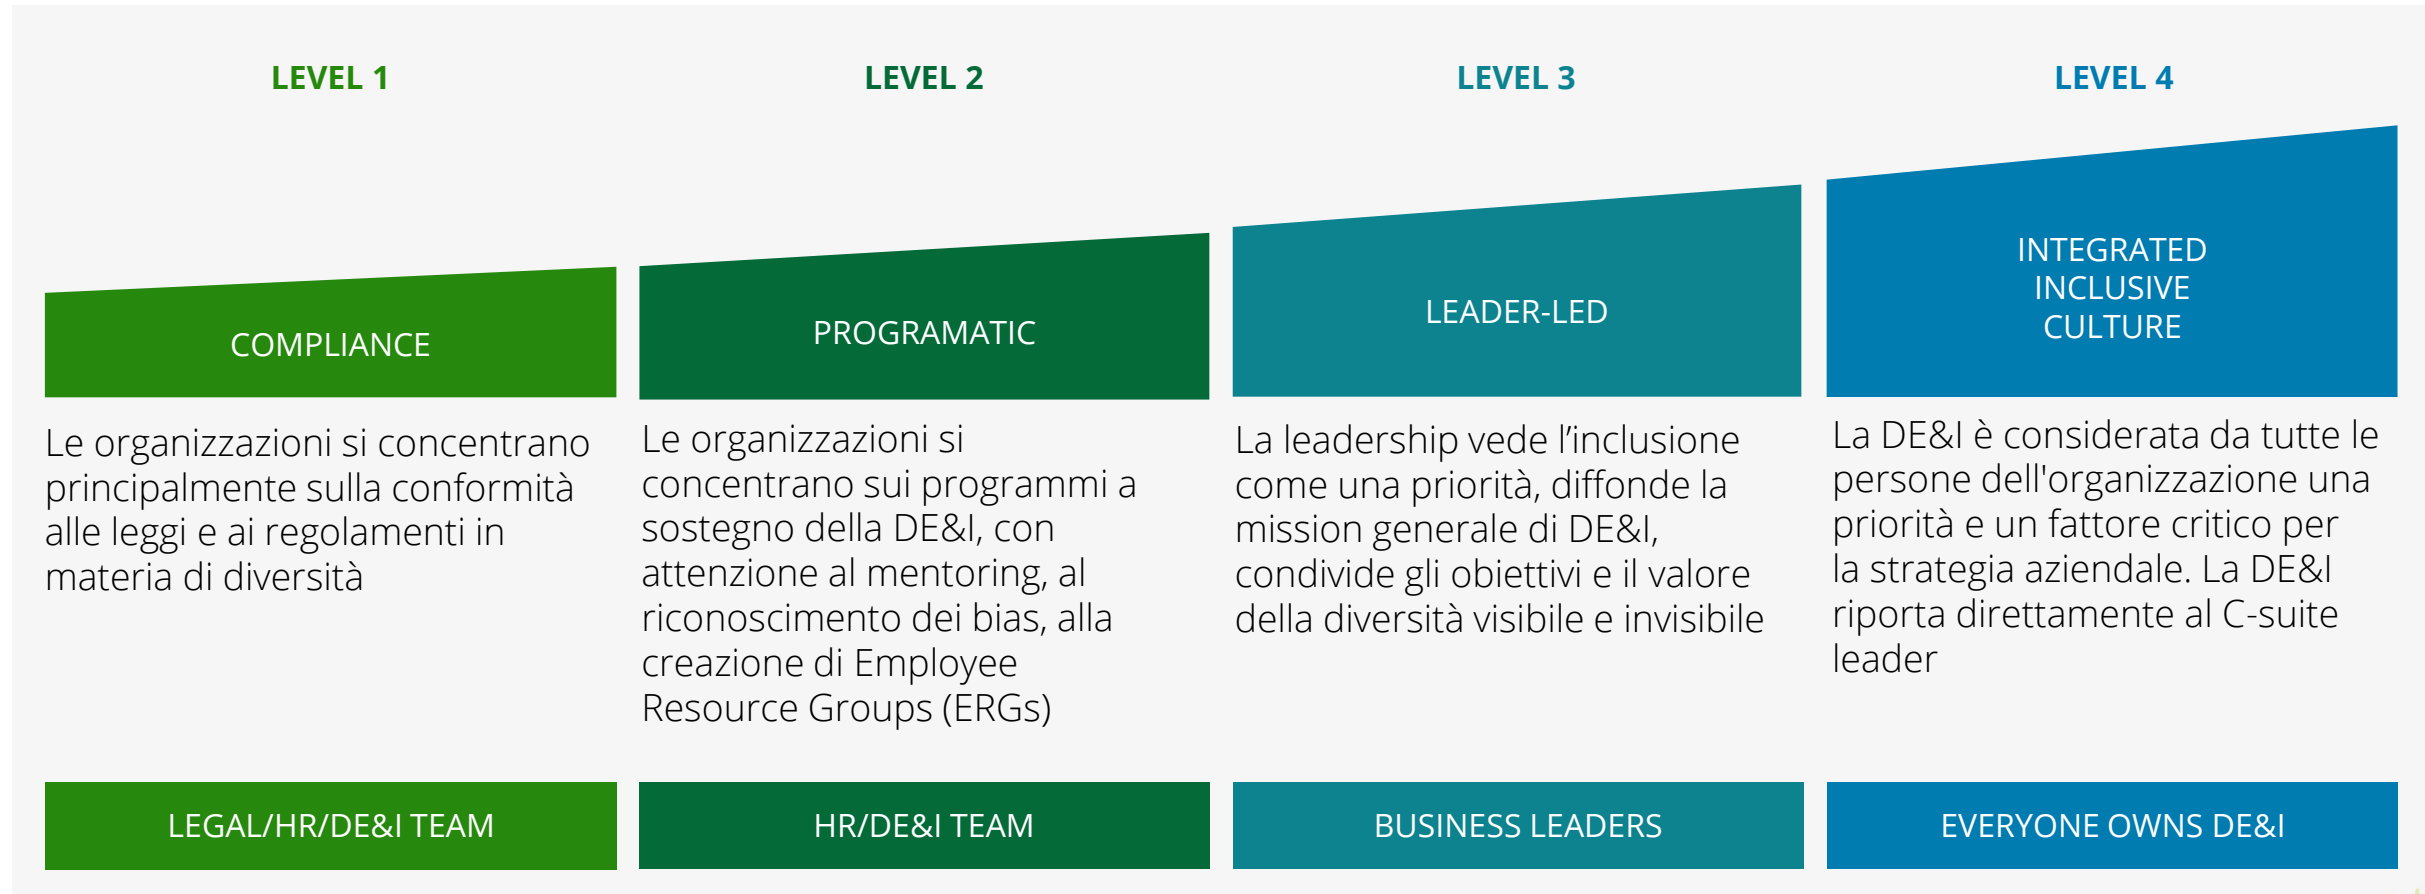 LEVEL 1
COMPLIANCE
Le organizzazioni si concentrano
principalmente sulla conformità
alle leggi e ai regolamenti in
materia di diversità
LEGAL/HR/DE&I TEAM
LEVEL 2
PROGRAMATIC
Le organizzazioni si
concentrano sui programmi a
sostegno della DE&I, con
attenzione al mentoring, al
riconoscimento dei bias, alla
creazione di Employee
Resource Groups (ERGs)
HR/DE&I TEAM
LEVEL 3
LEADER-LED
La leadership vede l’inclusione
come una priorità, diffonde la
mission generale di DE&I,
condivide gli obiettivi e il valore
della diversità visibile e invisibile
BUSINESS LEADERS
LEVEL 4
INTEGRATED
INCLUSIVE
CULTURE
La DE&I è considerata da tutte le
persone dell'organizzazione una
priorità e un fattore critico per
la strategia aziendale. La DE&I
riporta direttamente al C-suite
leader
EVERYONE OWNS DE&I